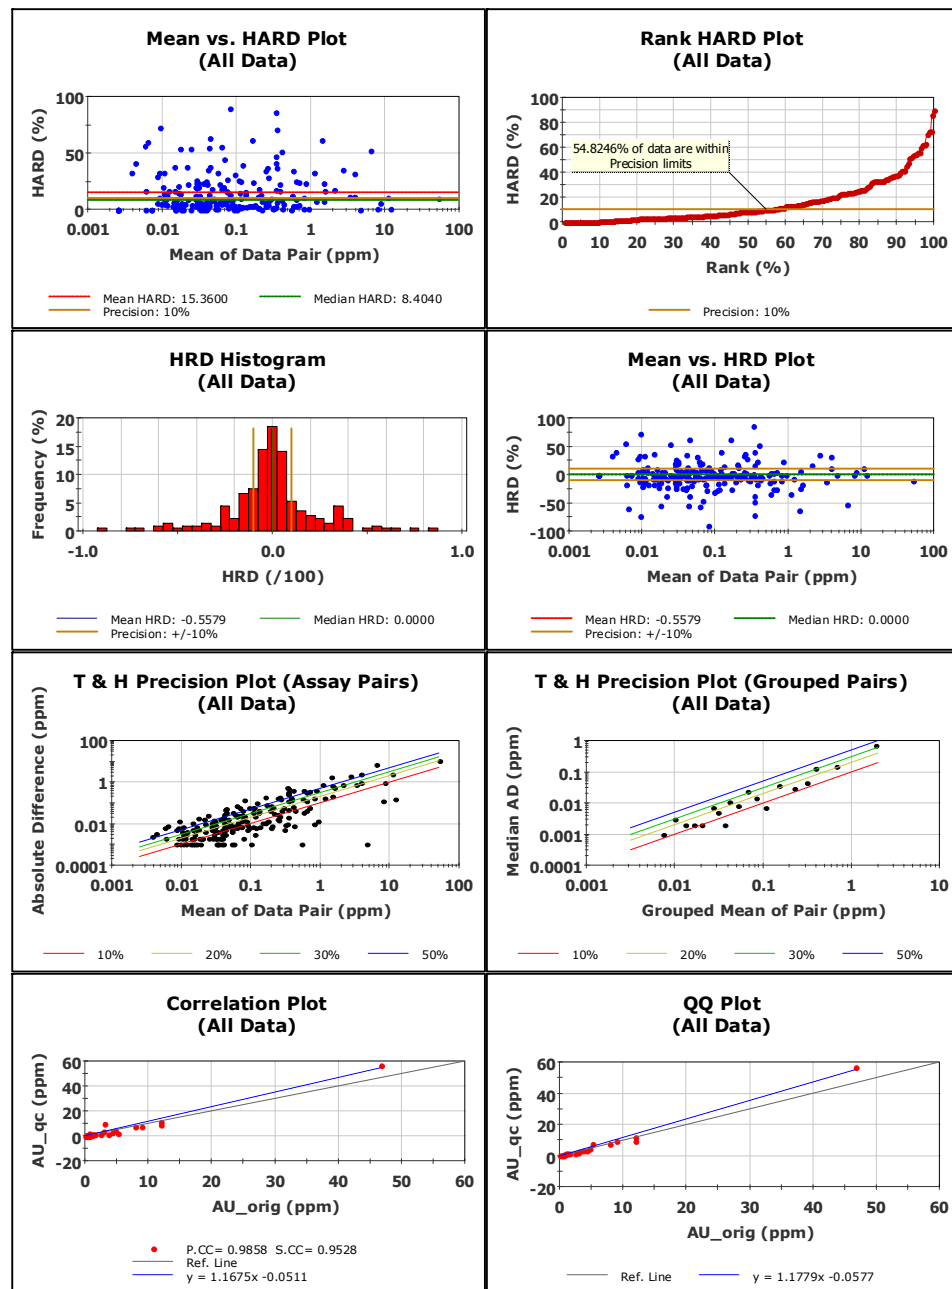 Mean vs. HARD Plot
(All Data)
HARD (%)
100
50
0
0.001 0.01 0.1 1 10 100
Mean of Data Pair (ppm)
Mean HARD: 15.3600 Median HARD: 8.4040
Precision: 10%
Rank HARD Plot
(All Data)
HARD (%)
100
80
60
40
20
0
54.8246% of data are within
Precision limits
0 10 20 30 40 50 60 70 80 90 100
Rank (%)
Precision: 10%
HRD Histogram
(All Data)
Frequency (%)
20
15
10
5
0
-1.0 0.0 1.0
HRD (/100)
Mean HRD: -0.5579 Median HRD: 0.0000
Precision: +/-10%
Mean vs. HRD Plot
(All Data)
HRD (%)
100
50
0
-50
-100
0.001 0.01 0.1 1 10 100
Mean of Data Pair (ppm)
Mean HRD: -0.5579 Median HRD: 0.0000
Precision: +/-10%
T & H Precision Plot (Assay Pairs)
(All Data)
Absolute Difference (ppm)
100
1
0.01
0.0001
0.001 0.01 0.1 1 10 100
Mean of Data Pair (ppm)
10% 20% 30% 50%
T & H Precision Plot (Grouped Pairs)
(All Data)
Median AD (ppm)
1
0.1
0.01
0.001
0.0001
0.001 0.01 0.1 1 10
Grouped Mean of Pair (ppm)
10% 20% 30% 50%
Correlation Plot
(All Data)
AU_qc (ppm)
60
40
20
0
-20
0 10 20 30 40 50 60
AU_orig (ppm)
P.CC= 0.9858 S.CC= 0.9528
Ref. Line
y = 1.1675x -0.0511
QQ Plot
(All Data)
AU_qc (ppm)
60
40
20
0
-20
0 10 20 30 40 50 60
AU_orig (ppm)
Ref. Line y = 1.1779x -0.0577